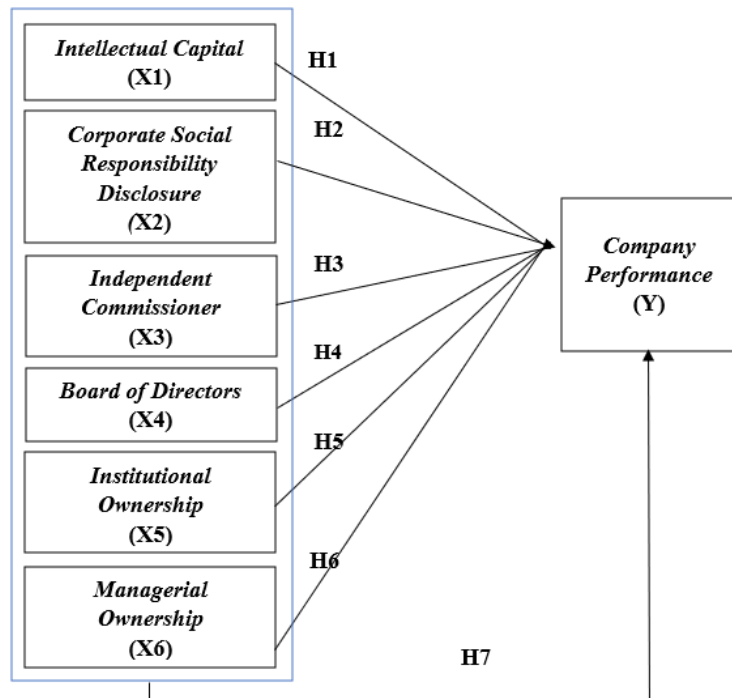 Intellectual Capital
(X1)
H1
Corporate Social
Responsibility
Disclosure
(X2)
H2
Independent
Commissioner
(X3)
H3
Board of Directors
(X4)
H4
Institutional
Ownership
(X5)
H5
Managerial
Ownership
(X6)
H6
Company
Performance
(Y)
H7